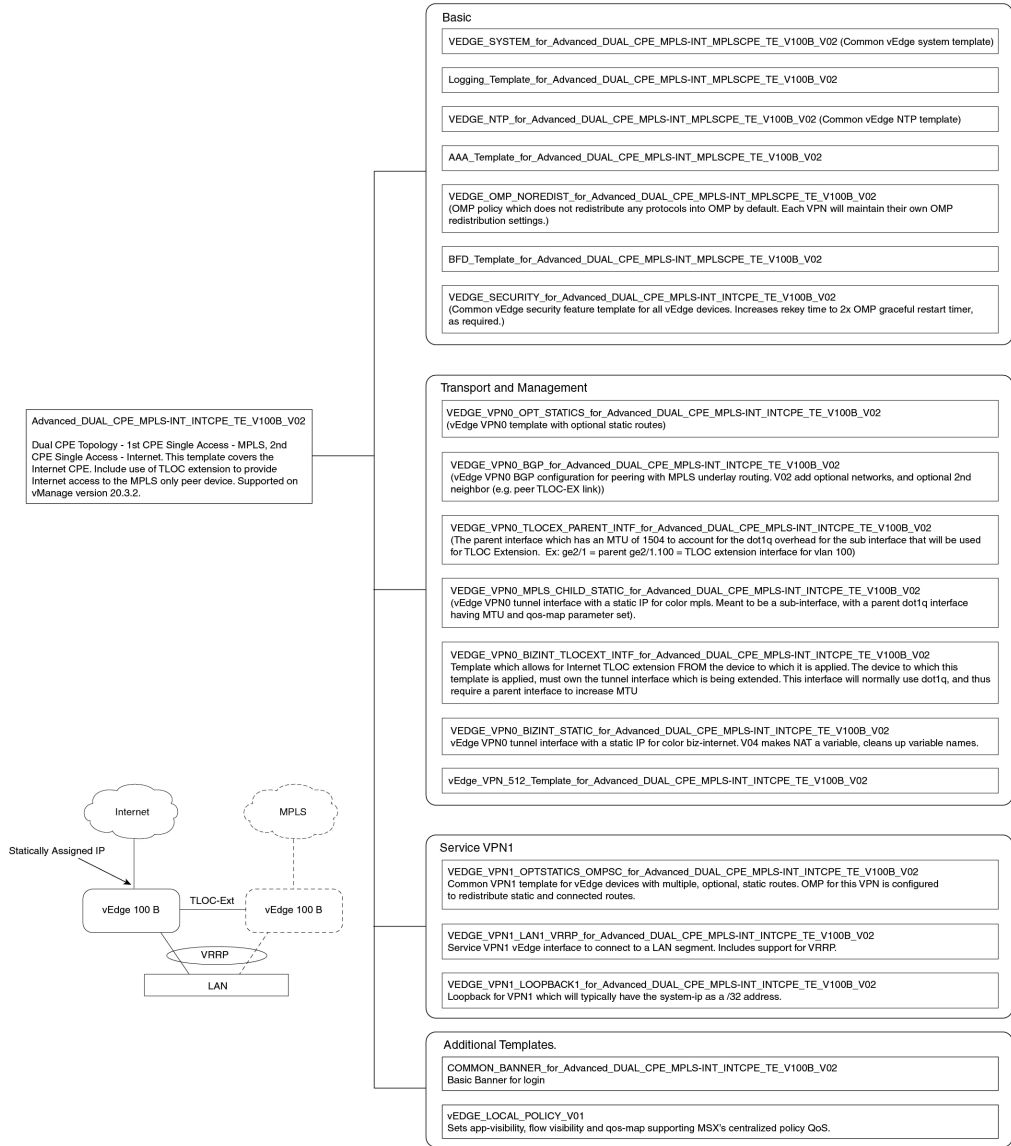 Basic
VEDGE_SYSTEM_for_Advanced_DUAL_CPE_MPLS-INT_MPLSCPE_TE_V100B_V02 (Common vEdge system template)
Logging_Template_for_Advanced_DUAL_CPE_MPLS-INT_MPLSCPE_TE_V100B_V02
VEDGE_NTP_for_Advanced_DUAL_CPE_MPLS-INT_MPLSCPE_TE_V100B_V02 (Common vEdge NTP template)
AAA_Template_for_Advanced_DUAL_CPE_MPLS-INT_MPLSCPE_TE_V100B_V02
VEDGE_OMP_NOREDIST_for_Advanced_DUAL_CPE_MPLS-INT_MPLSCPE_TE_V100B_V02
(OMP policy which does not redistribute any protocols into OMP by default. Each VPN will maintain their own OMP
redistribution settings.)
BFD_Template_for_Advanced_DUAL_CPE_MPLS-INT_MPLSCPE_TE_V100B_V02
VEDGE_SECURITY_for_Advanced_DUAL_CPE_MPLS-INT_INTCPE_TE_V100B_V02
(Common vEdge security feature template for all vEdge devices. Increases rekey time to 2x OMP graceful restart timer,
as required.)
Advanced_DUAL_CPE_MPLS-INT_INTCPE_TE_V100B_V02
Dual CPE Topology - 1st CPE Single Access - MPLS, 2nd
CPE Single Access - Internet. This template covers the
Internet CPE. Include use of TLOC extension to provide
Internet access to the MPLS only peer device. Supported on
vManage version 20.3.2.
Transport and Management
VEDGE_VPN0_OPT_STATICS_for_Advanced_DUAL_CPE_MPLS-INT_INTCPE_TE_V100B_V02
(vEdge VPN0 template with optional static routes)
VEDGE_VPN0_BGP_for_Advanced_DUAL_CPE_MPLS-INT_INTCPE_TE_V100B_V02
(vEdge VPN0 BGP configuration for peering with MPLS underlay routing. V02 add optional networks, and optional 2nd
neighbor (e.g. peer TLOC-EX link))
VEDGE_VPN0_TLOCEX_PARENT_INTF_for_Advanced_DUAL_CPE_MPLS-INT_INTCPE_TE_V100B_V02
(The parent interface which has an MTU of 1504 to account for the dot1q overhead for the sub interface that will be used
for TLOC Extension. Ex: ge2/1 = parent ge2/1.100 = TLOC extension interface for vlan 100)
VEDGE_VPN0_MPLS_CHILD_STATIC_for_Advanced_DUAL_CPE_MPLS-INT_INTCPE_TE_V100B_V02
(vEdge VPN0 tunnel interface with a static IP for color mpls. Meant to be a sub-interface, with a parent dot1q interface
having MTU and qos-map parameter set).
VEDGE_VPN0_BIZINT_TLOCEXT_INTF_for_Advanced_DUAL_CPE_MPLS-INT_INTCPE_TE_V100B_V02
Template which allows for Internet TLOC extension FROM the device to which it is applied. The device to which this
template is applied, must own the tunnel interface which is being extended. This interface will normally use dot1q, and thus
require a parent interface to increase MTU
VEDGE_VPN0_BIZINT_STATIC_for_Advanced_DUAL_CPE_MPLS-INT_INTCPE_TE_V100B_V02
vEdge VPN0 tunnel interface with a static IP for color biz-internet. V04 makes NAT a variable, cleans up variable names.
vEdge_VPN_512_Template_for_Advanced_DUAL_CPE_MPLS-INT_INTCPE_TE_V100B_V02
Internet
MPLS
Statically Assigned IP
vEdge 100 B
TLOC-Ext
vEdge 100 B
VRRP
LAN
Service VPN1
VEDGE_VPN1_OPTSTATICS_OMPSC_for_Advanced_DUAL_CPE_MPLS-INT_INTCPE_TE_V100B_V02
Common VPN1 template for vEdge devices with multiple, optional, static routes. OMP for this VPN is configured
to redistribute static and connected routes.
VEDGE_VPN1_LAN1_VRRP_for_Advanced_DUAL_CPE_MPLS-INT_INTCPE_TE_V100B_V02
Service VPN1 vEdge interface to connect to a LAN segment. Includes support for VRRP.
VEDGE_VPN1_LOOPBACK1_for_Advanced_DUAL_CPE_MPLS-INT_INTCPE_TE_V100B_V02
Loopback for VPN1 which will typically have the system-ip as a /32 address.
Additional Templates.
COMMON_BANNER_for_Advanced_DUAL_CPE_MPLS-INT_INTCPE_TE_V100B_V02
Basic Banner for login
vEDGE_LOCAL_POLICY_V01
Sets app-visibility, flow visibility and qos-map supporting MSX's centralized policy QoS.